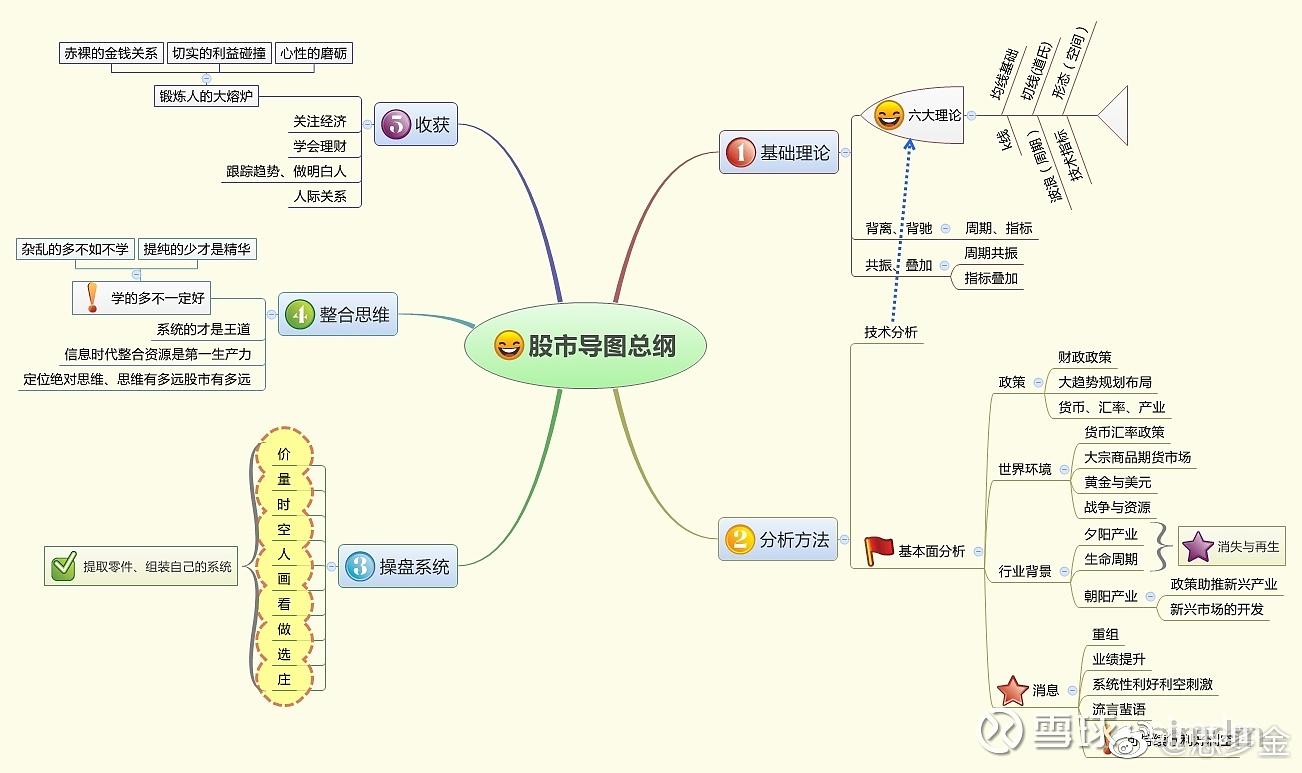 股市导图总纲
1 基础理论
六大理论
均线基础
切线(道氏)
形态(空间)
K线
波浪(周期)
技术指标
背离、背驰
周期、指标
共振、叠加
周期共振
指标叠加
2 分析方法
技术分析
基本面分析
政策
财政政策
大趋势规划布局
货币、汇率、产业
世界环境
货币汇率政策
大宗商品期货市场
黄金与美元
战争与资源
行业背景
夕阳产业
生命周期
消失与再生
朝阳产业
政策助推新兴产业
新兴市场的开发
消息
重组
业绩提升
系统性利好利空刺激
流言蜚语
3 操盘系统
价
量
时
空
人
画
看
做
选
庄
提取零件、组装自己的系统
4 整合思维
杂乱的多不如不学
提纯的少才是精华
学的多不一定好
系统的才是王道
信息时代整合资源是第一生产力
定位绝对思维、思维有多远股市有多远
5 收获
赤裸的金钱关系
切实的利益碰撞
心性的磨砺
锻炼人的大熔炉
关注经济
学会理财
跟踪趋势、做明白人
人际关系
雪球